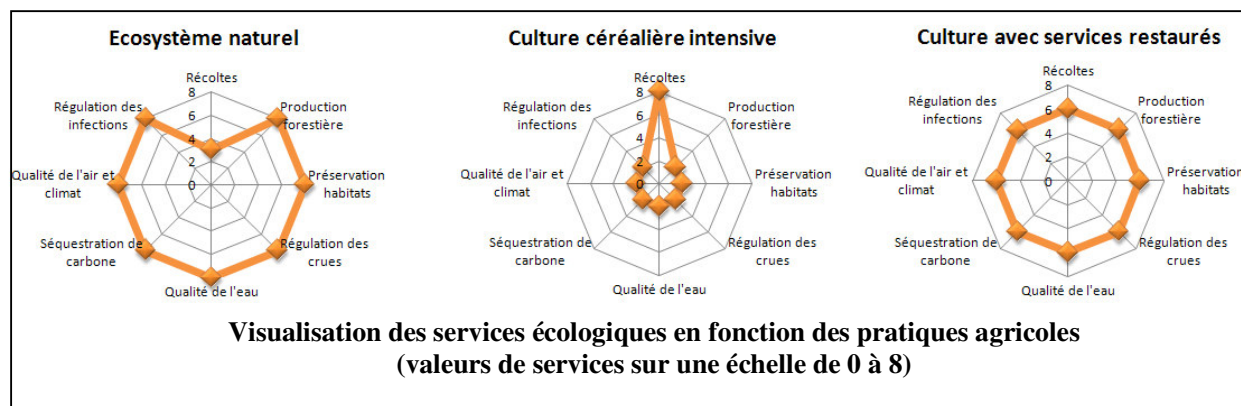 Ecosystème naturel
Récoltes
8
6
4
2
0
Production
forestière
Préservation
habitats
Régulation des
crues
Qualité de l'eau
Séquestration de
carbone
Qualité de l'air et
climat
Régulation des
infections
Culture céréalière intensive
Récoltes
8
6
4
2
0
Production
forestière
Préservation
habitats
Régulation des
crues
Qualité de l'eau
Séquestration de
carbone
Qualité de l'air et
climat
Régulation des
infections
Culture avec services restaurés
Récoltes
8
6
4
2
0
Production
forestière
Préservation
habitats
Régulation des
crues
Qualité de l'eau
Séquestration de
carbone
Qualité de l'air et
climat
Régulation des
infections
Visualisation des services écologiques en fonction des pratiques agricoles
(valeurs de services sur une échelle de 0 à 8)